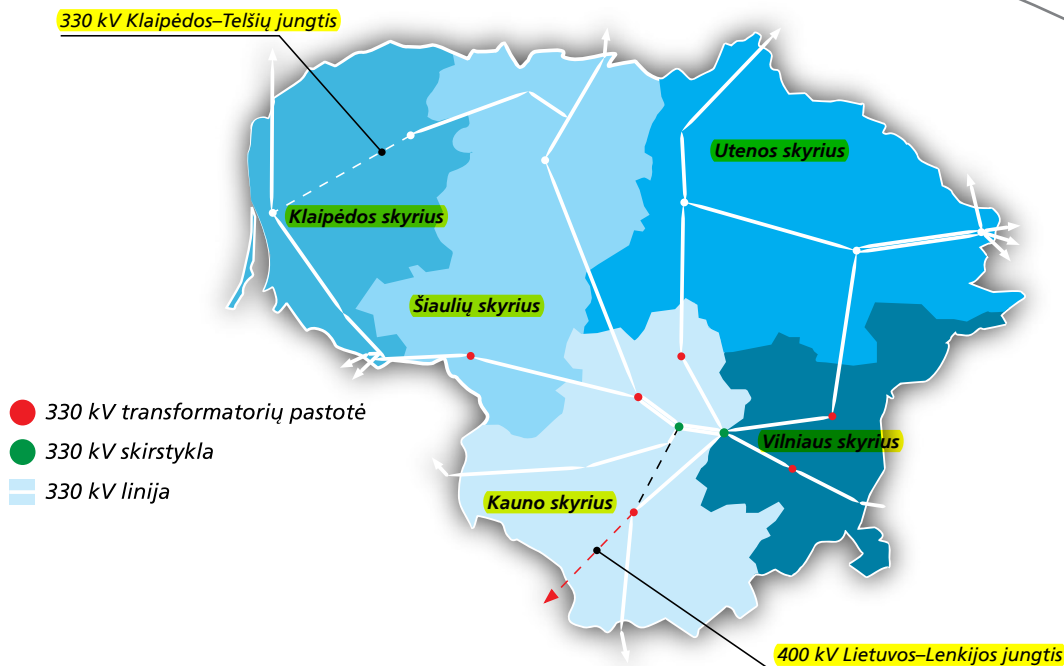 330 kV Klaipėdos–Telšių jungtis
Utenos skyrius
Klaipėdos skyrius
Šiaulių skyrius
330 kV transformatorių pastotė
Vilniaus skyrius
330 kV skirstykla
330 kV linija
Kauno skyrius
400 kV Lietuvos–Lenkijos jungtis